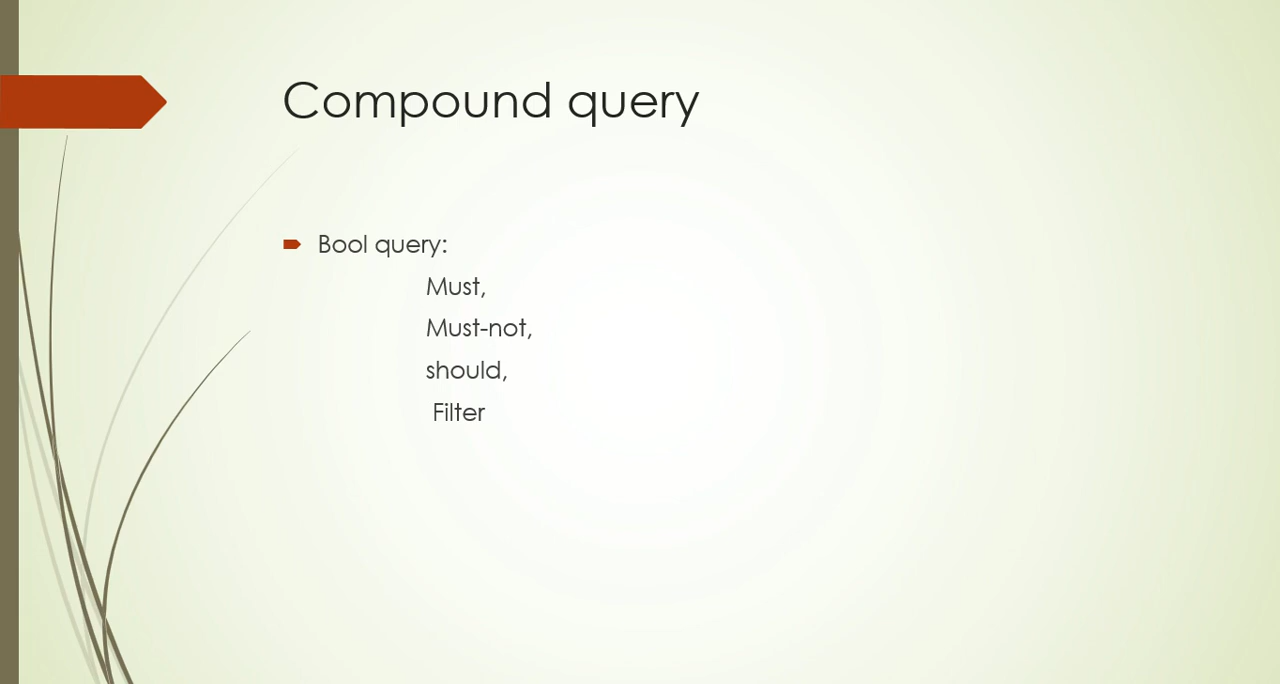 Compound query
Bool query:
Must,
Must-not,
should,
Filter